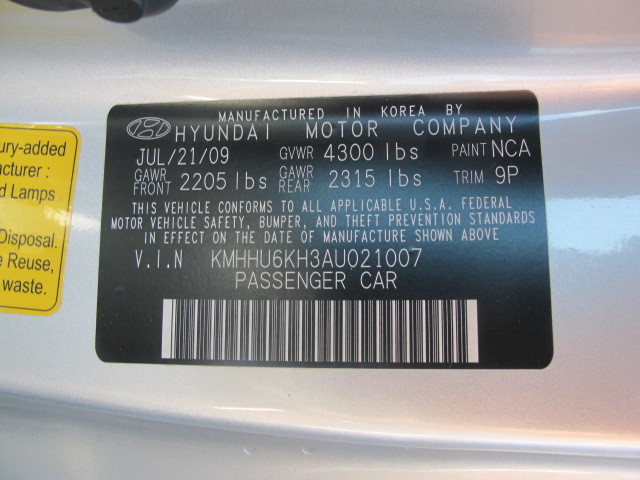 MANUFACTURED IN KOREA BY
HYUNDAI MOTOR COMPANY
JUL/21/09 GVWR 4300 lbs PAINT NCA
GAWR FRONT 2205 lbs GAWR REAR 2315 lbs TRIM 9P
THIS VEHICLE CONFORMS TO ALL APPLICABLE U.S.A. FEDERAL
MOTOR VEHICLE SAFETY, BUMPER, AND THEFT PREVENTION STANDARDS
IN EFFECT ON THE DATE OF MANUFACTURE SHOWN ABOVE
V.I.N KMHHU6KH3AU021007
PASSENGER CAR
ury-added
acturer :
d Lamps
Disposal.
e Reuse,
waste.